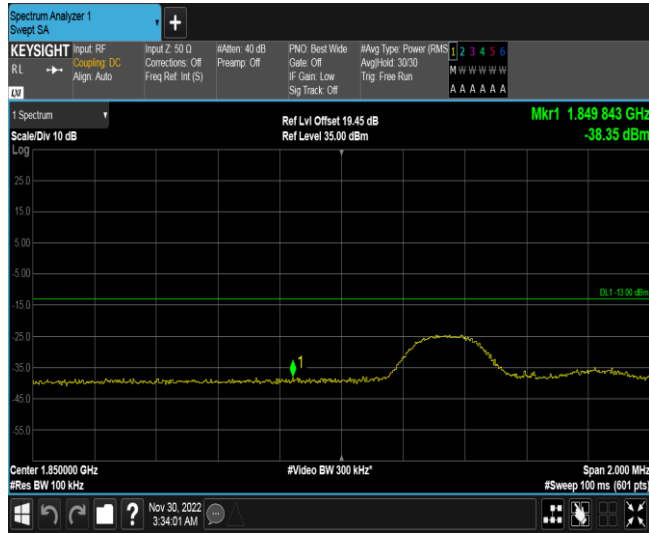 Spectrum Analyzer 1
Swept SA
+
KEYSIGHT
RL
LXI
Input: RF
Coupling: DC
Align: Auto
Input Z: 50 Ω
Corrections: Off
Freq Ref: Int (S)
#Atten: 40 dB
Preamp: Off
PNO: Best Wide
Gate: Off
IF Gain: Low
Sig Track: Off
#Avg Type: Power (RMS
Avg|Hold: 30/30
Trig: Free Run
1 2 3 4 5 6
M W W W W W
A A A A A A
1 Spectrum
Scale/Div 10 dB
Log
Ref Lvl Offset 19.45 dB
Ref Level 35.00 dBm
Mkr1 1.849 843 GHz
-38.35 dBm
25.0
15.0
5.00
-5.00
DL1 -13.00 dBm
-15.0
-25.0
-35.0
1
-45.0
-55.0
Center 1.850000 GHz
#Res BW 100 kHz
#Video BW 300 kHz*
Span 2.000 MHz
#Sweep 100 ms (601 pts)
?
Nov 30, 2022
3:34:01 AM